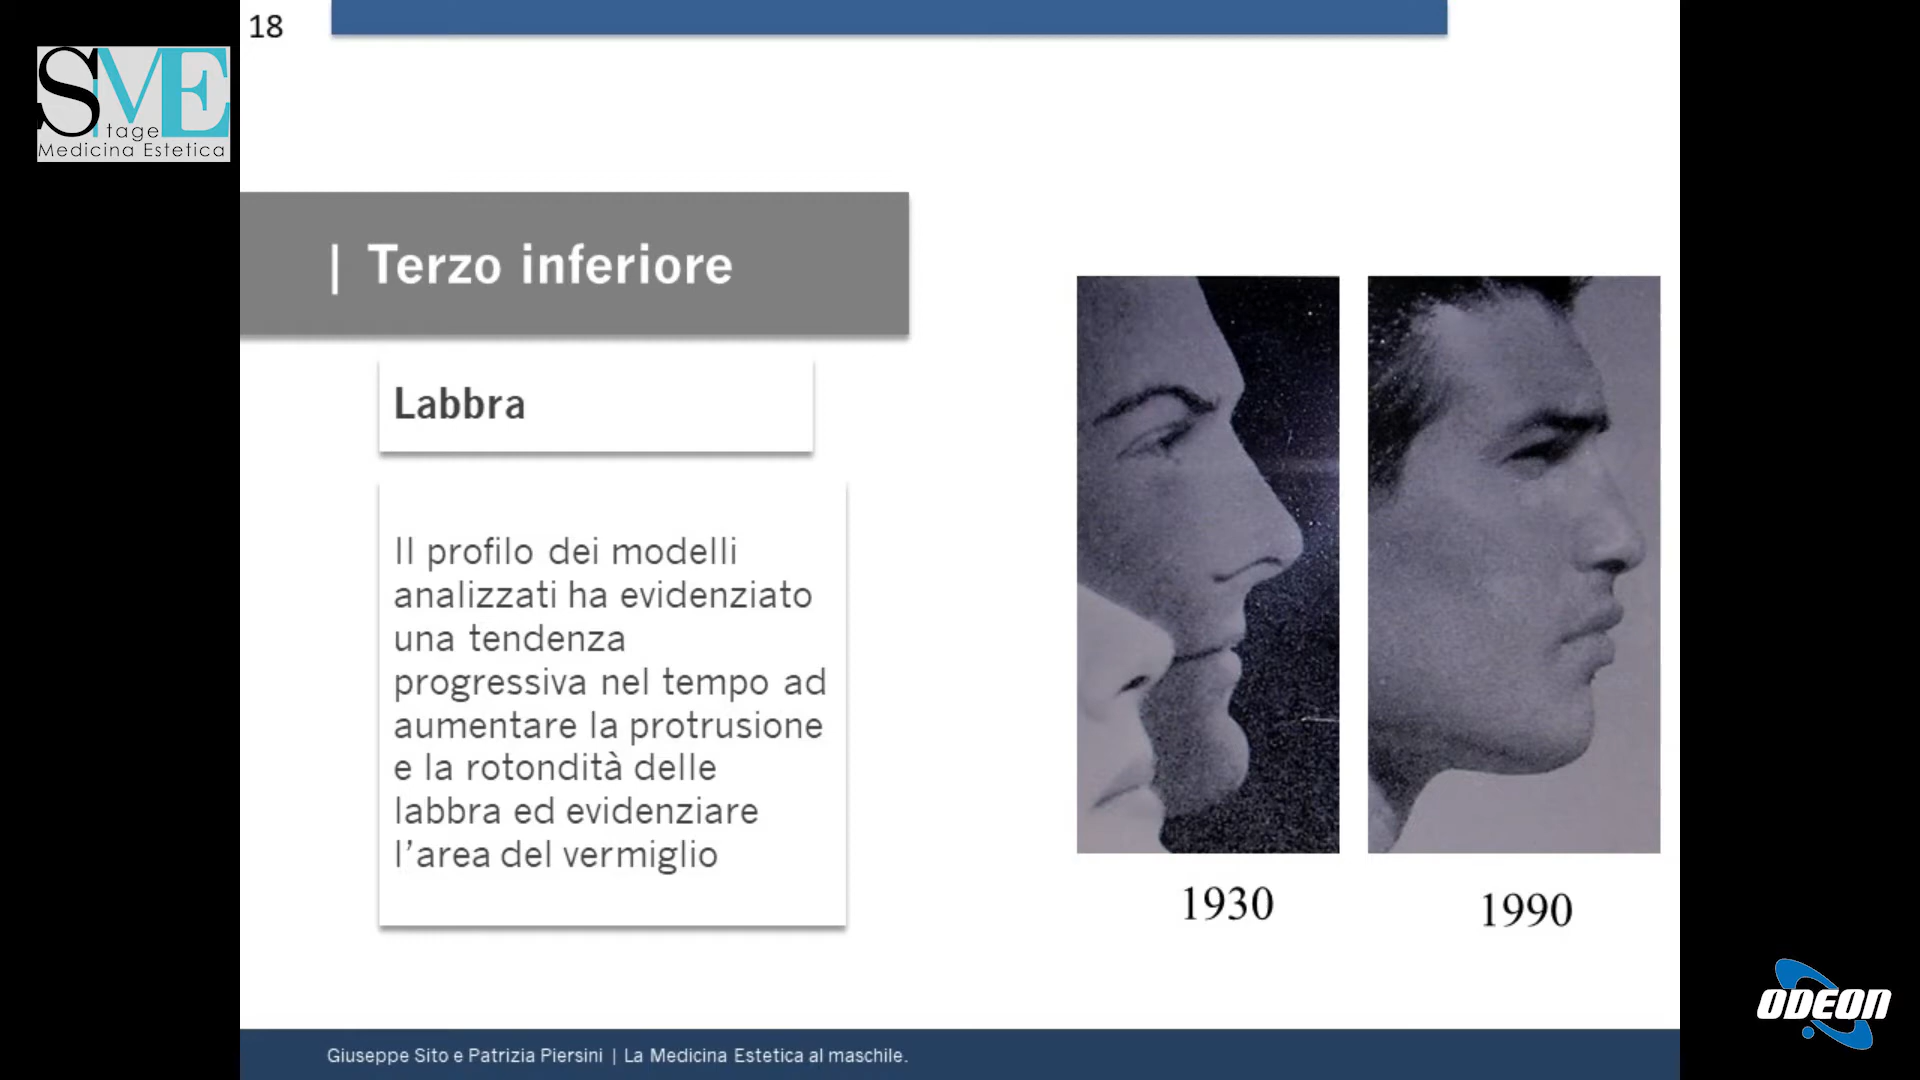 18
SME
tage
Medicina Estetica
| Terzo inferiore
Labbra
Il profilo dei modelli
analizzati ha evidenziato
una tendenza
progressiva nel tempo ad
aumentare la protrusione
e la rotondità delle
labbra ed evidenziare
l’area del vermiglio
1930
1990
ODEON
Giuseppe Sito e Patrizia Piersini | La Medicina Estetica al maschile.